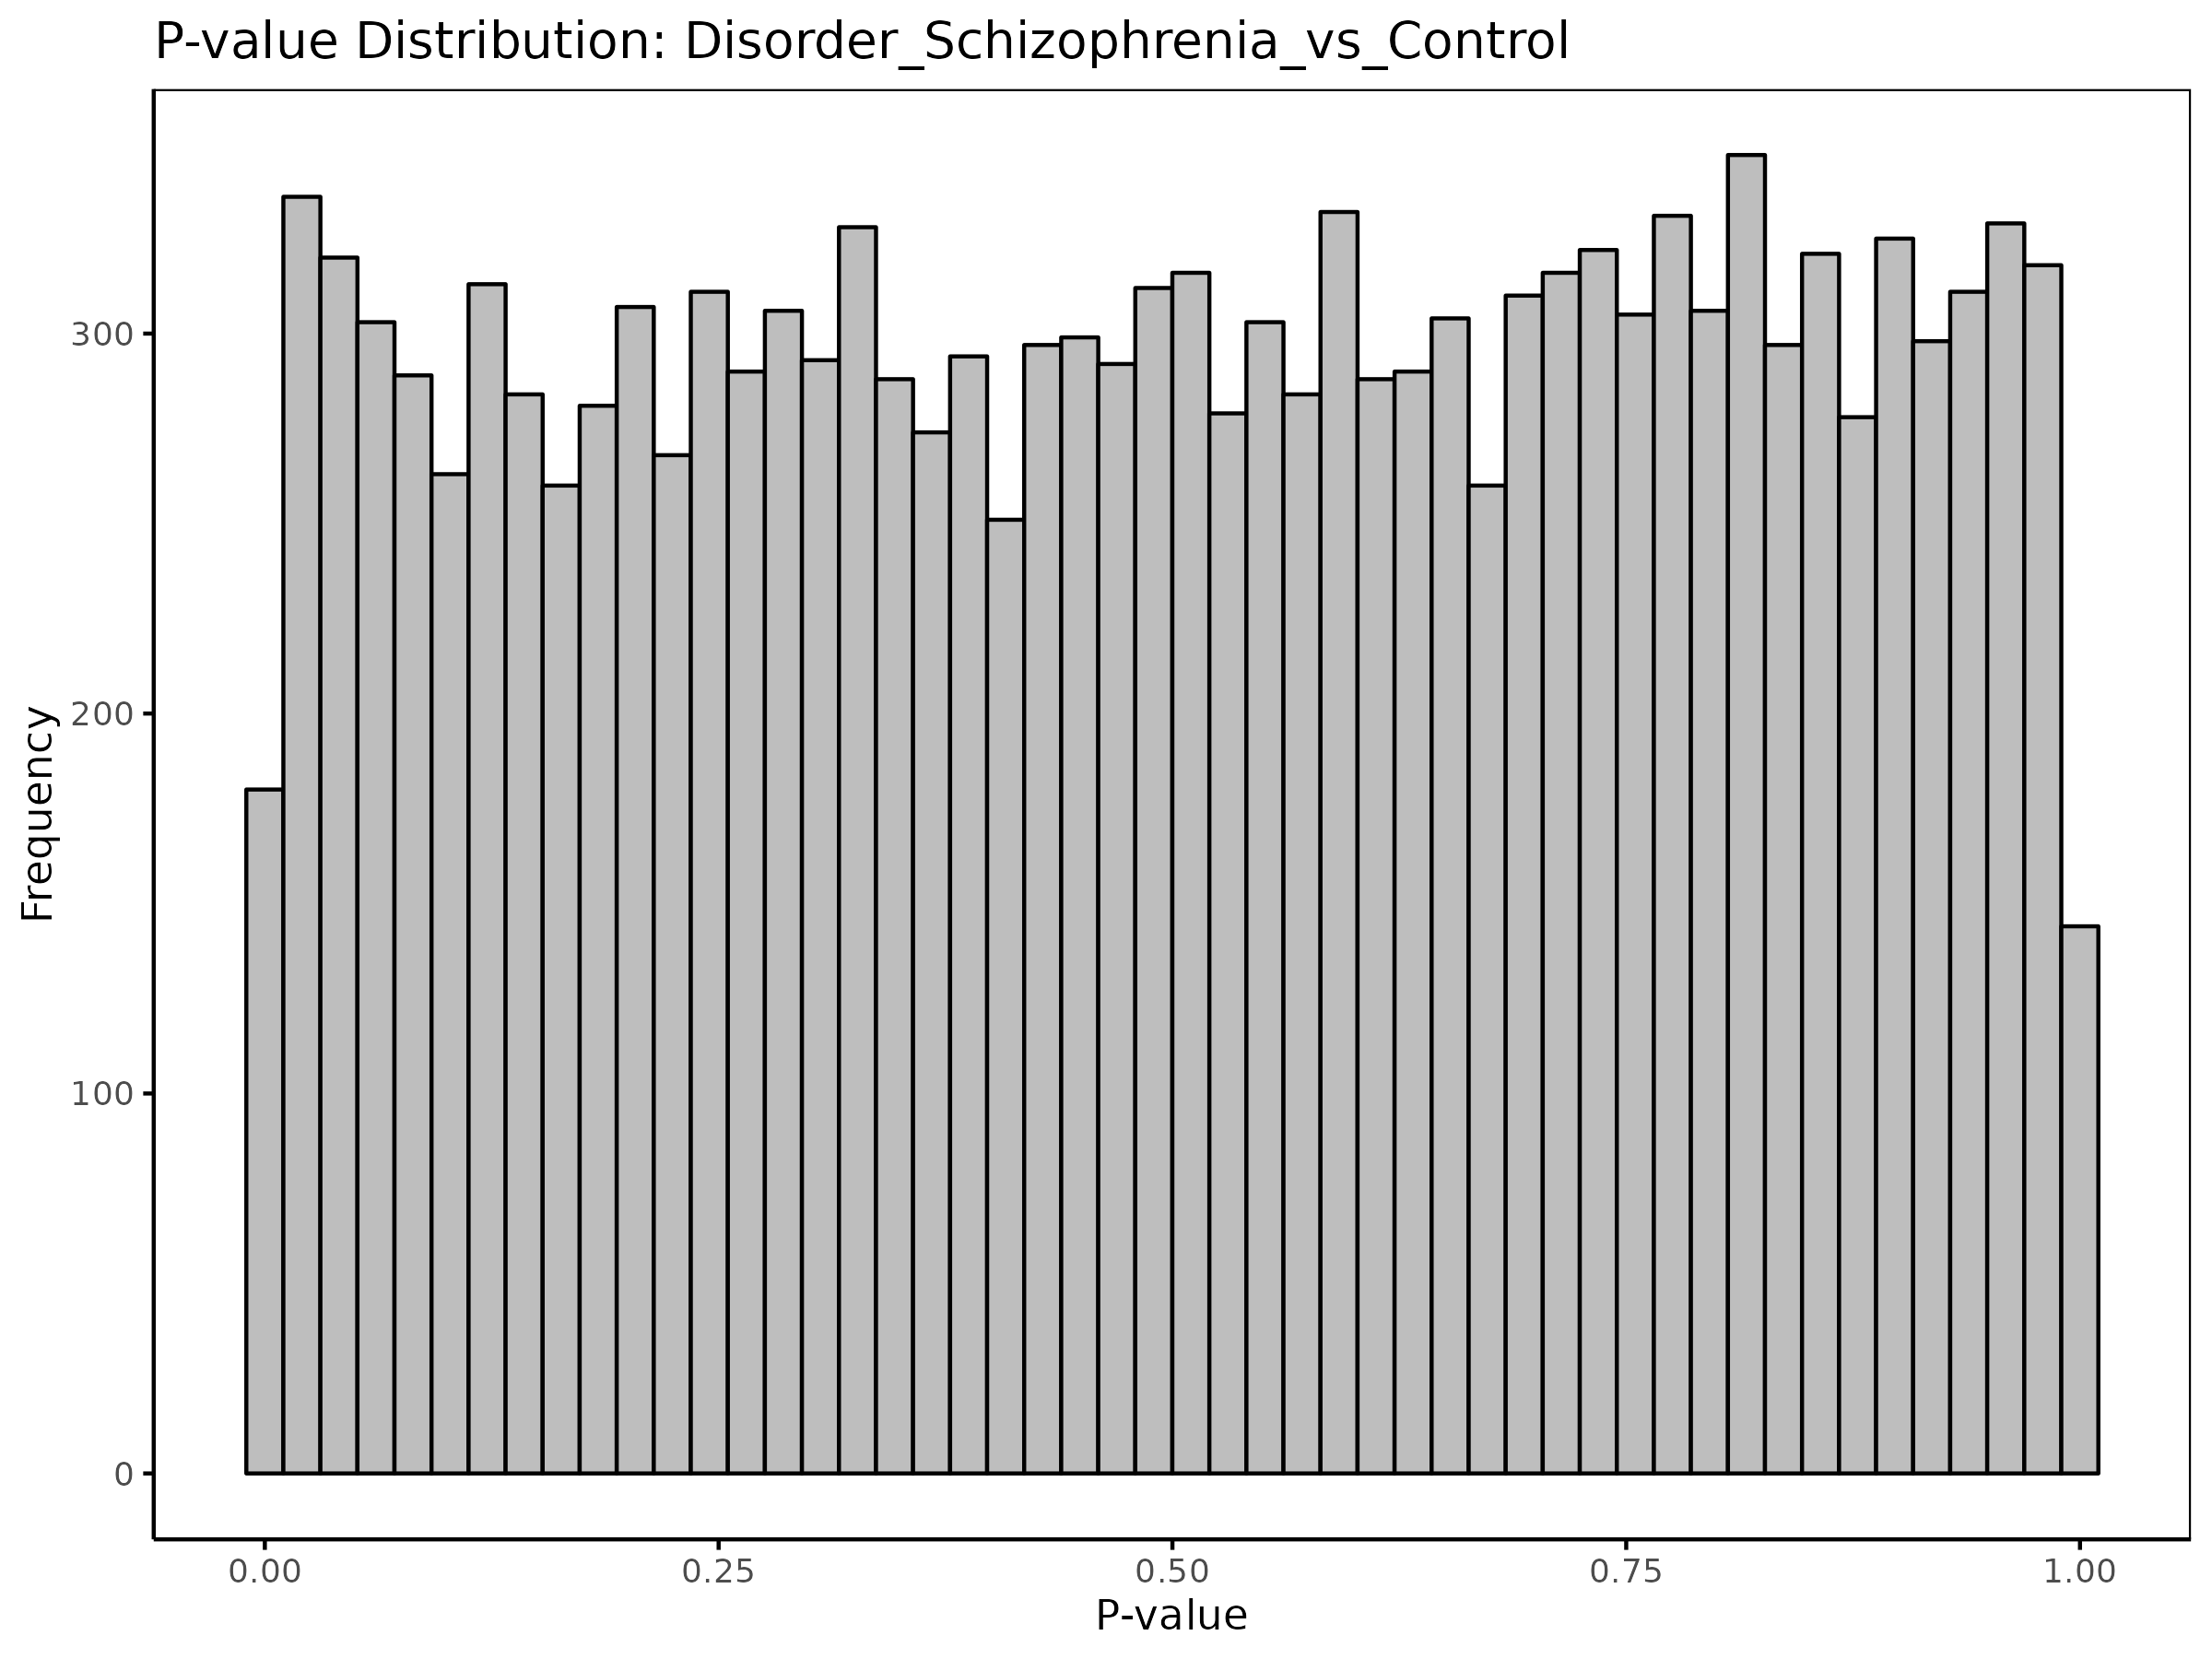 P-value Distribution: Disorder_Schizophrenia_vs_Control
Frequency
300
200
100
0
0.00 0.25 0.50 0.75 1.00
P-value